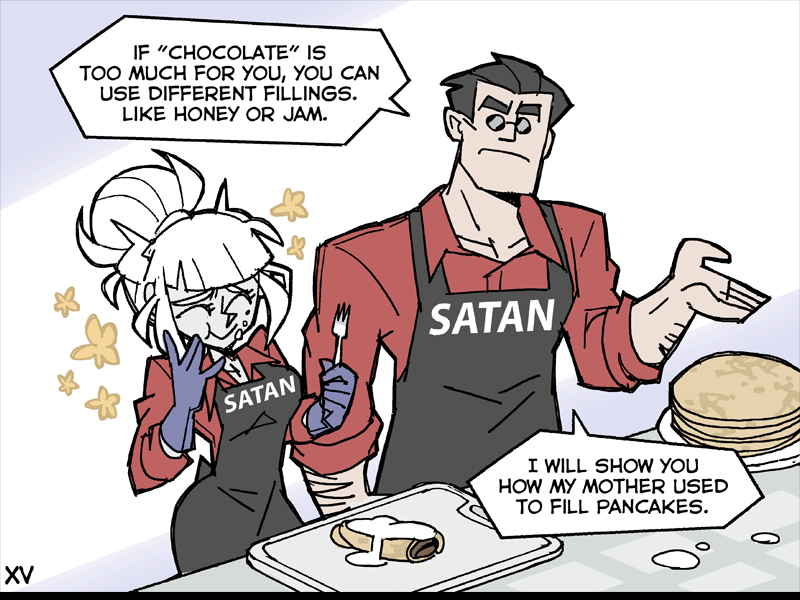 IF "CHOCOLATE" IS
TOO MUCH FOR YOU, YOU CAN
USE DIFFERENT FILLINGS.
LIKE HONEY OR JAM.
SATAN
SATAN
I WILL SHOW YOU
HOW MY MOTHER USED
TO FILL PANCAKES.
XV